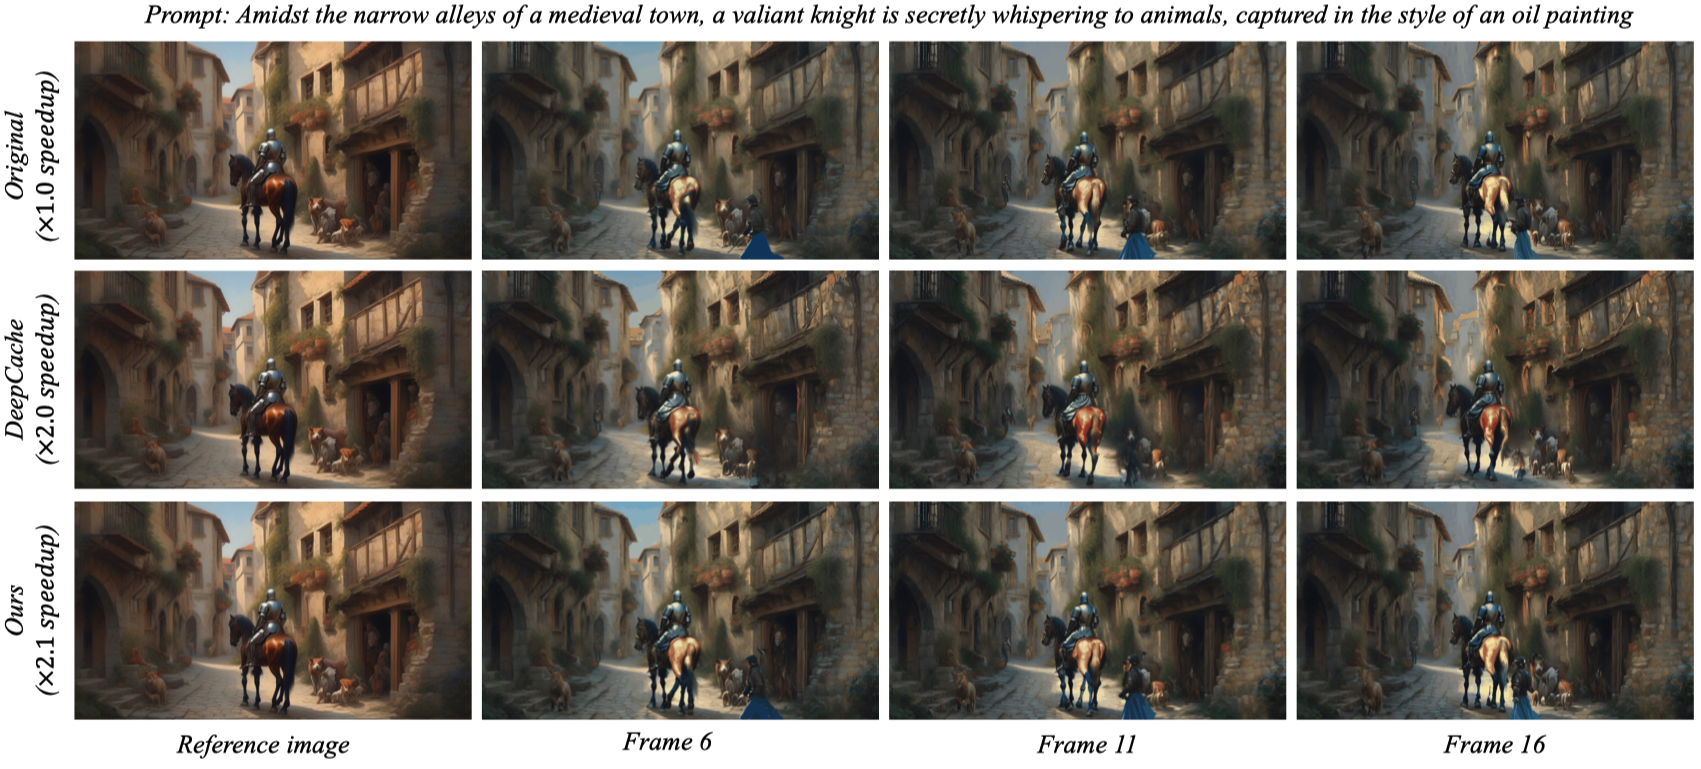 Prompt: Amidst the narrow alleys of a medieval town, a valiant knight is secretly whispering to animals, captured in the style of an oil painting
Original
(×1.0 speedup)
DeepCache
(×2.0 speedup)
Ours
(×2.1 speedup)
Reference image
Frame 6
Frame 11
Frame 16